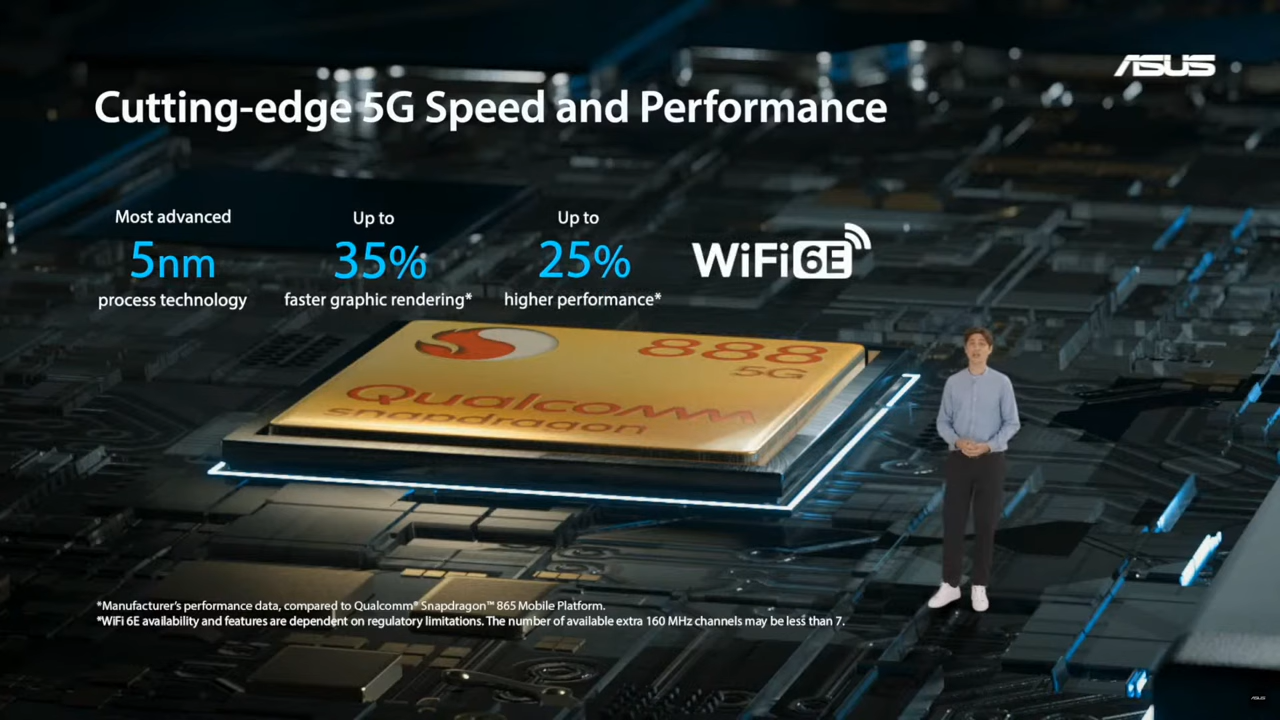 ASUS
Cutting-edge 5G Speed and Performance
Most advanced
5nm
process technology
Up to
35%
faster graphic rendering*
Up to
25%
higher performance*
WiFi 6E
888
5G
Qualcomm
snapdragon
*Manufacturer's performance data, compared to Qualcomm® Snapdragon™ 865 Mobile Platform.
*WiFi 6E availability and features are dependent on regulatory limitations. The number of available extra 160 MHz channels may be less than 7.
ASUS